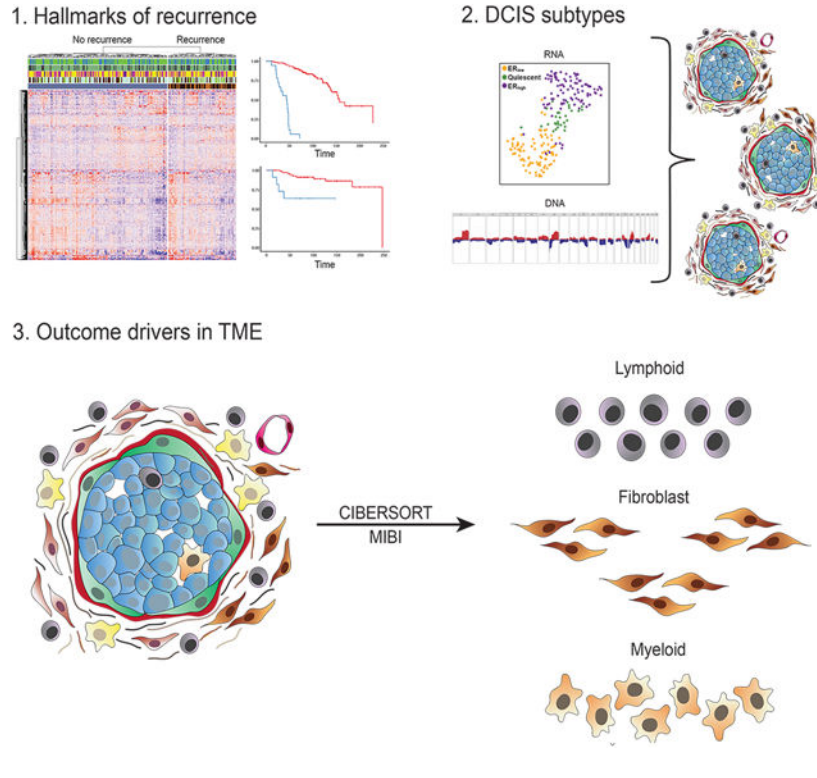 1. Hallmarks of recurrence
No recurrence
Recurrence
Time
Time
2. DCIS subtypes
RNA
ERlow
Quiescent
ERhigh
DNA
3. Outcome drivers in TME
CIBERSORT
MIBI
Lymphoid
Fibroblast
Myeloid